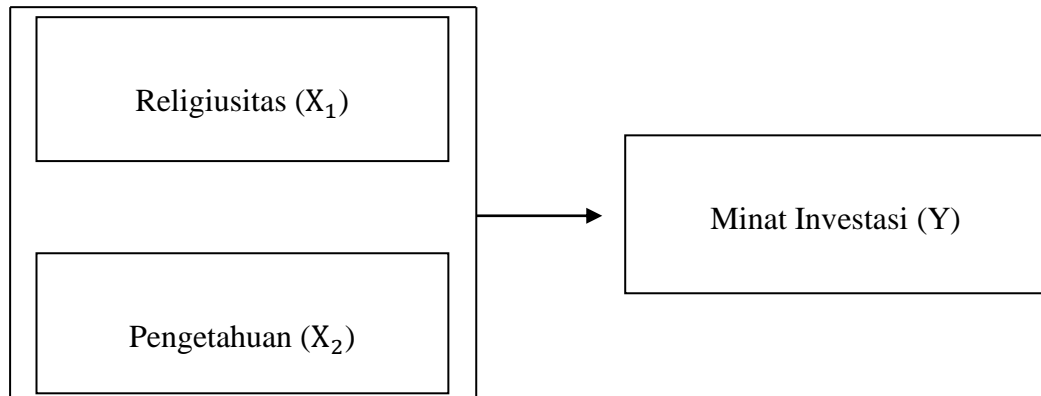 Religiusitas (X₁)
Minat Investasi (Y)
Pengetahuan (X₂)